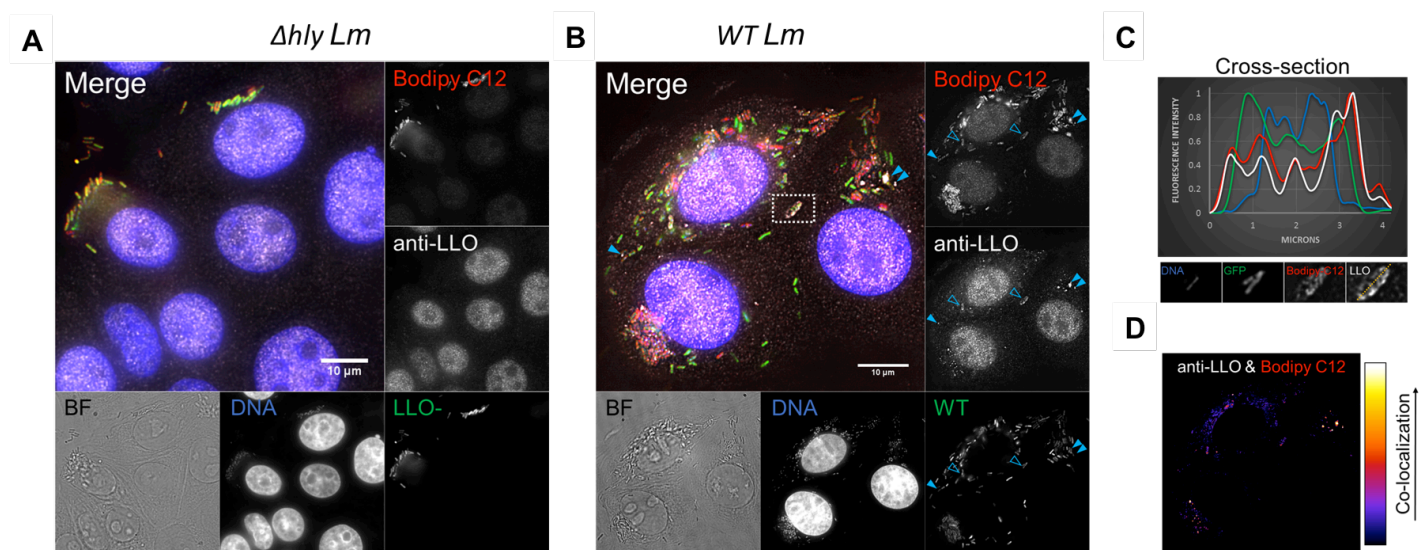 A
Δhly Lm
Merge
Bodipy C12
anti-LLO
10 μm
BF
DNA
LLO-
B
WT Lm
Merge
Bodipy C12
anti-LLO
10 μm
BF
DNA
WT
C
Cross-section
FLUORESCENCE INTENSITY
1
0.8
0.6
0.4
0.2
0
0
1
2
3
4
MICRONS
DNA
GFP
Bodipy C12
LLO
D
anti-LLO & Bodipy C12
Co-localization